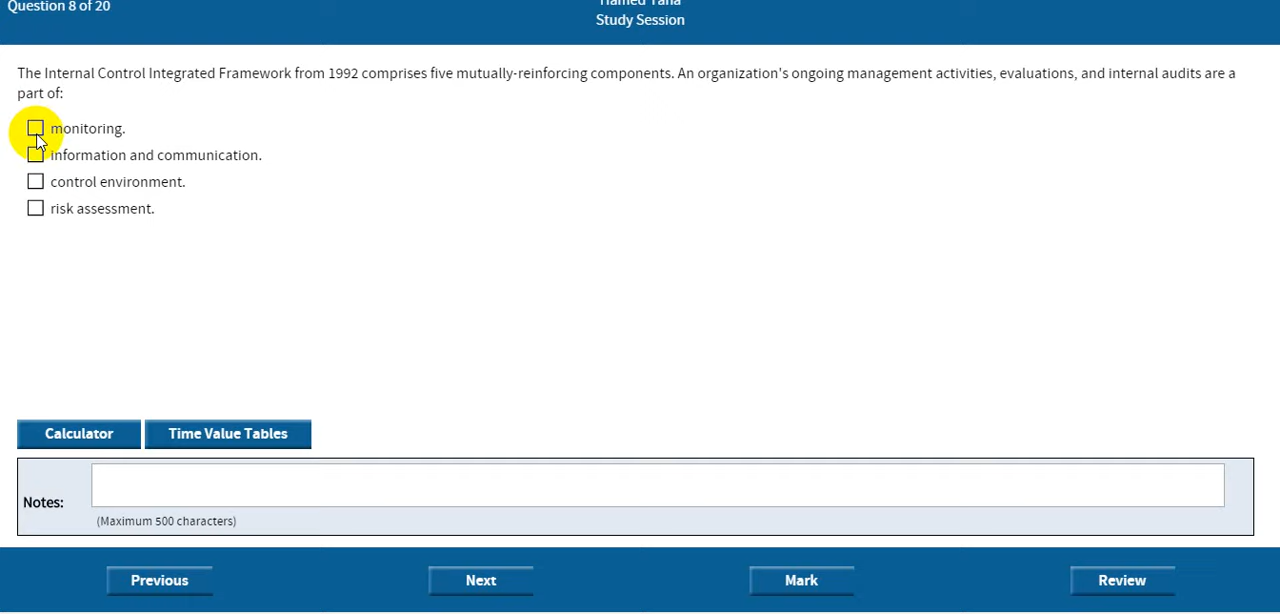 Question 8 of 20
Hamed Taha
Study Session
The Internal Control Integrated Framework from 1992 comprises five mutually-reinforcing components. An organization's ongoing management activities, evaluations, and internal audits are a
part of:
monitoring.
information and communication.
control environment.
risk assessment.
Calculator
Time Value Tables
Notes:
(Maximum 500 characters)
Previous
Next
Mark
Review